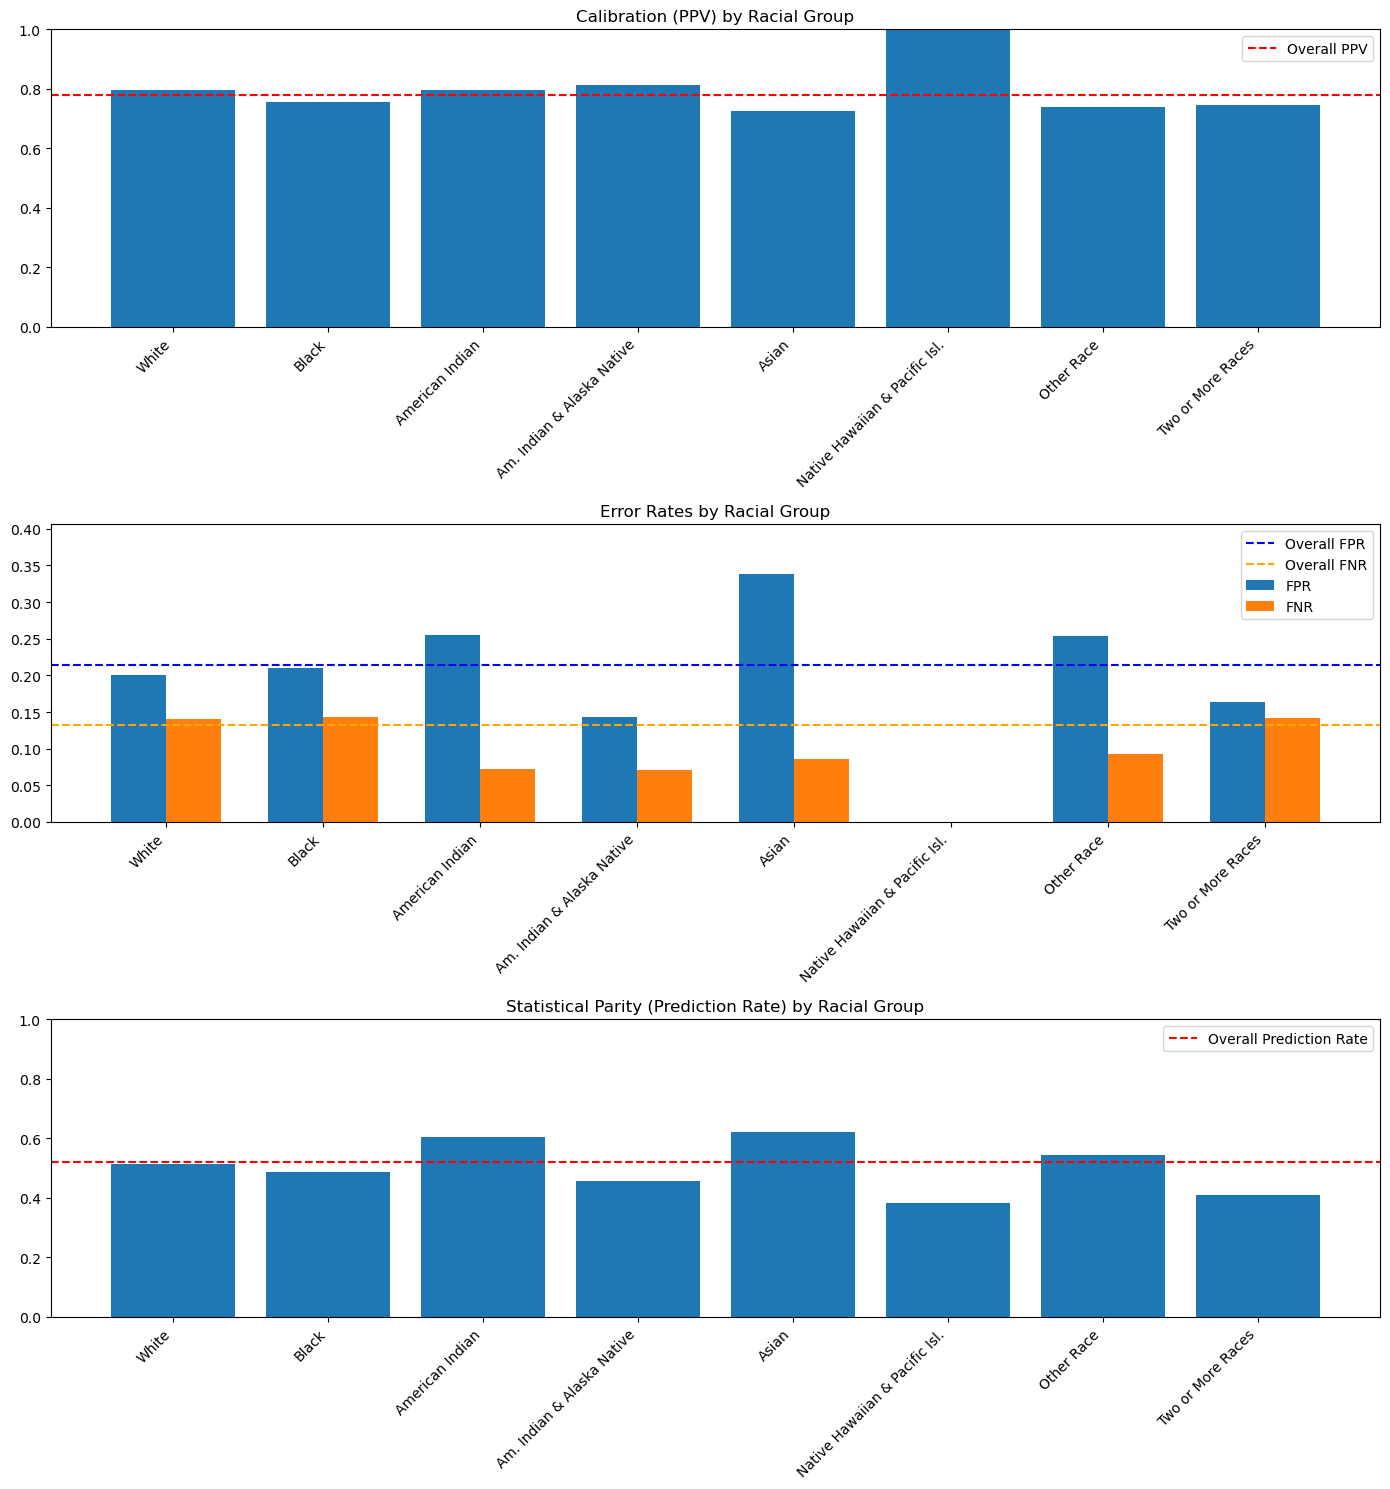 Calibration (PPV) by Racial Group
1.0
0.8
0.6
0.4
0.2
0.0
Overall PPV
White
Black
American Indian
Am. Indian & Alaska Native
Asian
Native Hawaiian & Pacific Isl.
Other Race
Two or More Races
Error Rates by Racial Group
0.40
0.35
0.30
0.25
0.20
0.15
0.10
0.05
0.00
Overall FPR
Overall FNR
FPR
FNR
White
Black
American Indian
Am. Indian & Alaska Native
Asian
Native Hawaiian & Pacific Isl.
Other Race
Two or More Races
Statistical Parity (Prediction Rate) by Racial Group
1.0
0.8
0.6
0.4
0.2
0.0
Overall Prediction Rate
White
Black
American Indian
Am. Indian & Alaska Native
Asian
Native Hawaiian & Pacific Isl.
Other Race
Two or More Races